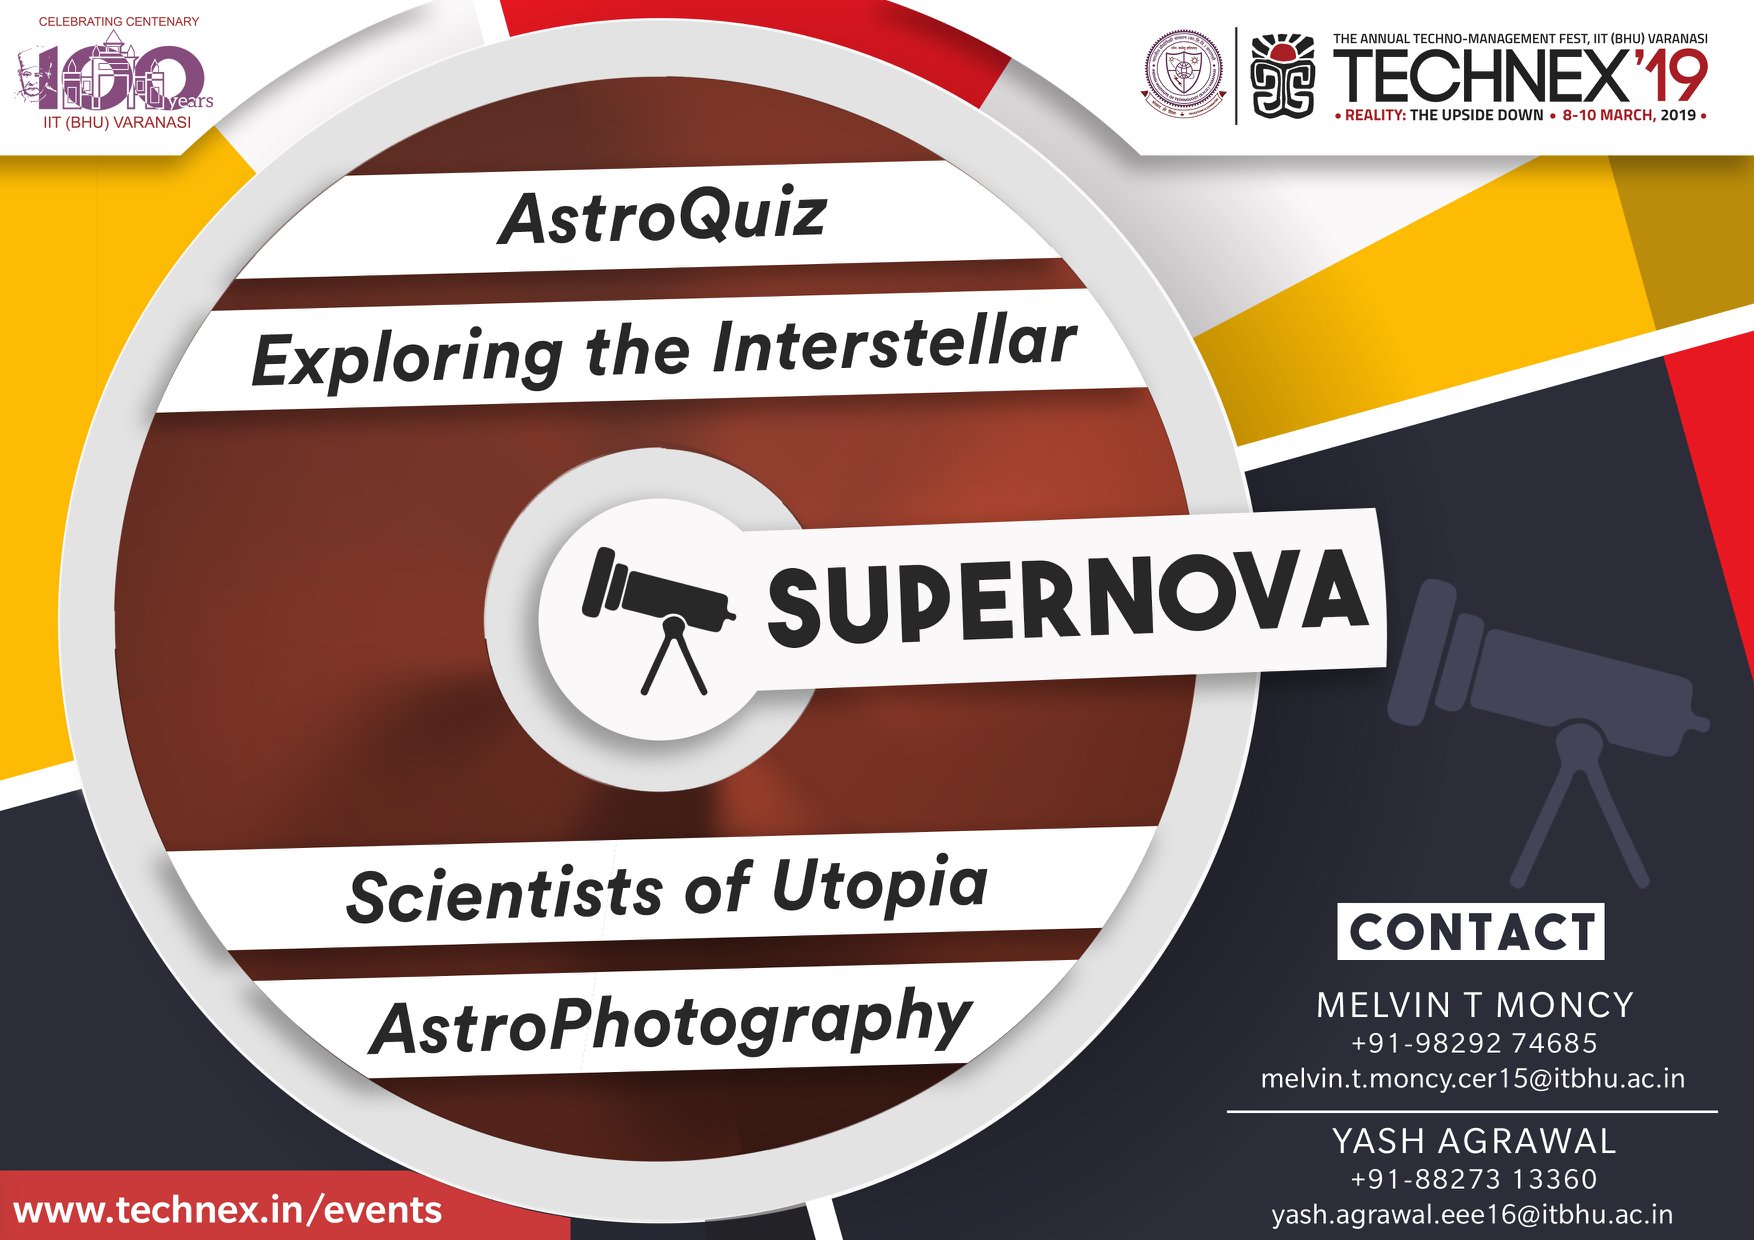 CELEBRATING CENTENARY
100 years
IIT (BHU) VARANASI
THE ANNUAL TECHNO-MANAGEMENT FEST, IIT (BHU) VARANASI
TECHNEX '19
• REALITY: THE UPSIDE DOWN • 8-10 MARCH, 2019 •
AstroQuiz
Exploring the Interstellar
SUPERNOVA
Scientists of Utopia
AstroPhotography
CONTACT
MELVIN T MONCY
+91-98292 74685
melvin.t.moncy.cer15@itbhu.ac.in
YASH AGRAWAL
+91-88273 13360
yash.agrawal.eee16@itbhu.ac.in
www.technex.in/events